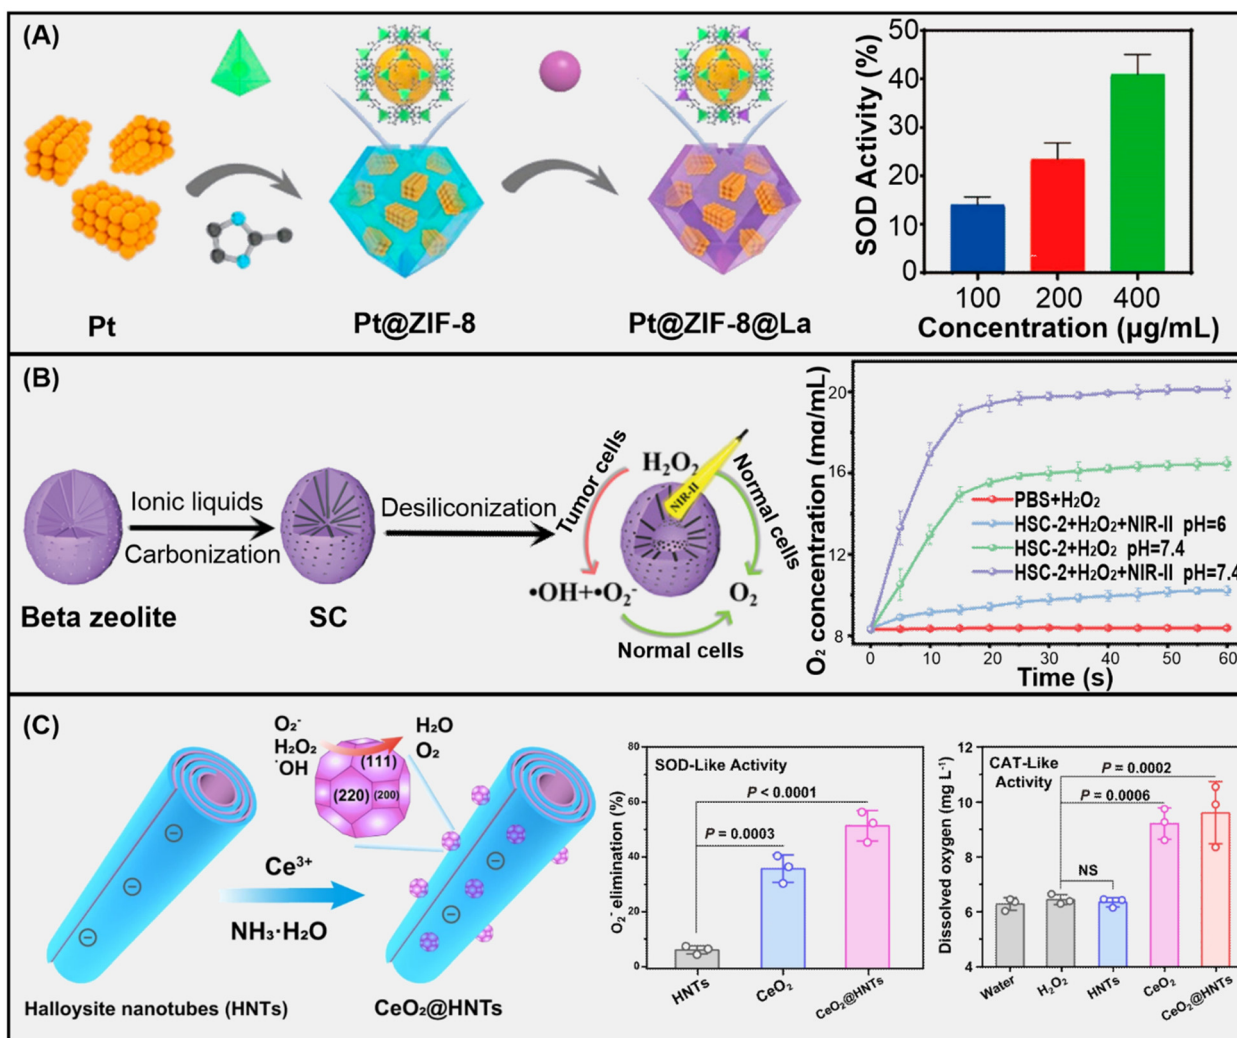 (A)
Pt
Pt@ZIF-8
Pt@ZIF-8@La
SOD Activity (%)
50
40
30
20
10
0
100 200 400
Concentration (μg/mL)
(B)
Beta zeolite
Ionic liquids
Carbonization
SC
Desiliconization
Tumor cells
H₂O₂
NIR-II
Normal cells
•OH+•O₂⁻
O₂
Normal cells
O₂ concentration (mg/mL)
20
16
12
8
PBS+H₂O₂
HSC-2+H₂O₂+NIR-II pH=6
HSC-2+H₂O₂ pH=7.4
HSC-2+H₂O₂+NIR-II pH=7.4
0 10 20 30 40 50 60
Time (s)
(C)
Halloysite nanotubes (HNTs)
Ce³⁺
NH₃·H₂O
O₂⁻
H₂O₂
·OH
H₂O
O₂
(111)
(220)
(200)
CeO₂@HNTs
SOD-Like Activity
O₂⁻ elimination (%)
80
60
40
20
0
P < 0.0001
P = 0.0003
HNTs
CeO₂
CeO₂@HNTs
CAT-Like
Activity
Dissolved oxygen (mg L⁻¹)
12
10
8
6
4
P = 0.0002
P = 0.0006
NS
Water
H₂O₂
HNTs
CeO₂
CeO₂@HNTs